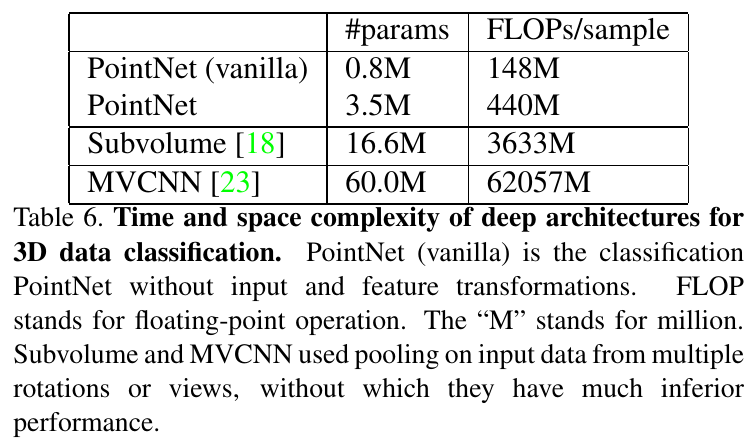 #params FLOPs/sample
PointNet (vanilla) 0.8M 148M
PointNet 3.5M 440M
Subvolume [18] 16.6M 3633M
MVCNN [23] 60.0M 62057M
Table 6. Time and space complexity of deep architectures for
3D data classification. PointNet (vanilla) is the classification
PointNet without input and feature transformations. FLOP
stands for floating-point operation. The “M” stands for million.
Subvolume and MVCNN used pooling on input data from multiple
rotations or views, without which they have much inferior
performance.